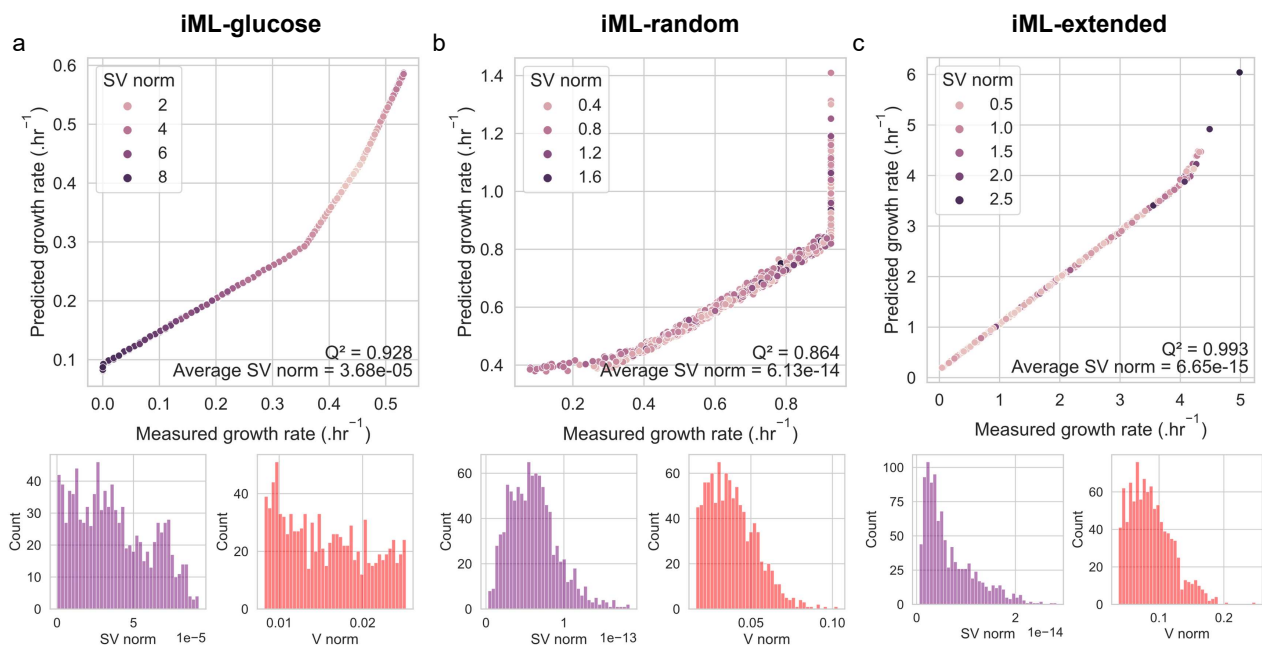 iML-glucose
iML-random
iML-extended
a
b
c
0.6
0.5
0.4
0.3
0.2
0.1
Predicted growth rate (.hr⁻¹)
SV norm
2
4
6
8
Q² = 0.928
Average SV norm = 3.68e-05
0.0 0.1 0.2 0.3 0.4 0.5
Measured growth rate (.hr⁻¹)
1.4
1.2
1.0
0.8
0.6
0.4
Predicted growth rate (.hr⁻¹)
SV norm
0.4
0.8
1.2
1.6
Q² = 0.864
Average SV norm = 6.13e-14
0.2 0.4 0.6 0.8
Measured growth rate (.hr⁻¹)
6
5
4
3
2
1
0
Predicted growth rate (.hr⁻¹)
SV norm
0.5
1.0
1.5
2.0
2.5
Q² = 0.993
Average SV norm = 6.65e-15
0 1 2 3 4 5
Measured growth rate (.hr⁻¹)
40
30
20
10
0
Count
0 5
SV norm
1e-5
40
20
0
Count
0.01 0.02
V norm
60
40
20
0
Count
0 1
SV norm
1e-13
60
40
20
0
Count
0.05 0.10
V norm
100
75
50
25
0
Count
0 2
SV norm
1e-14
60
40
20
0
Count
0.1 0.2
V norm